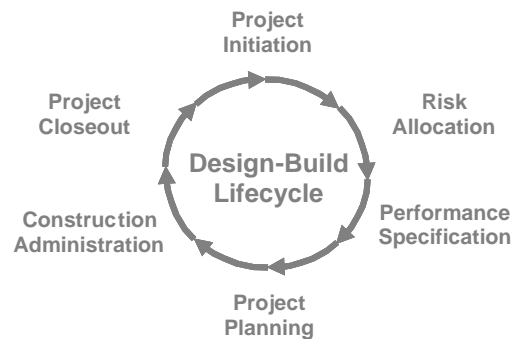 Project
Initiation
Risk
Allocation
Performance
Specification
Project
Planning
Construction
Administration
Project
Closeout
Design-Build
Lifecycle